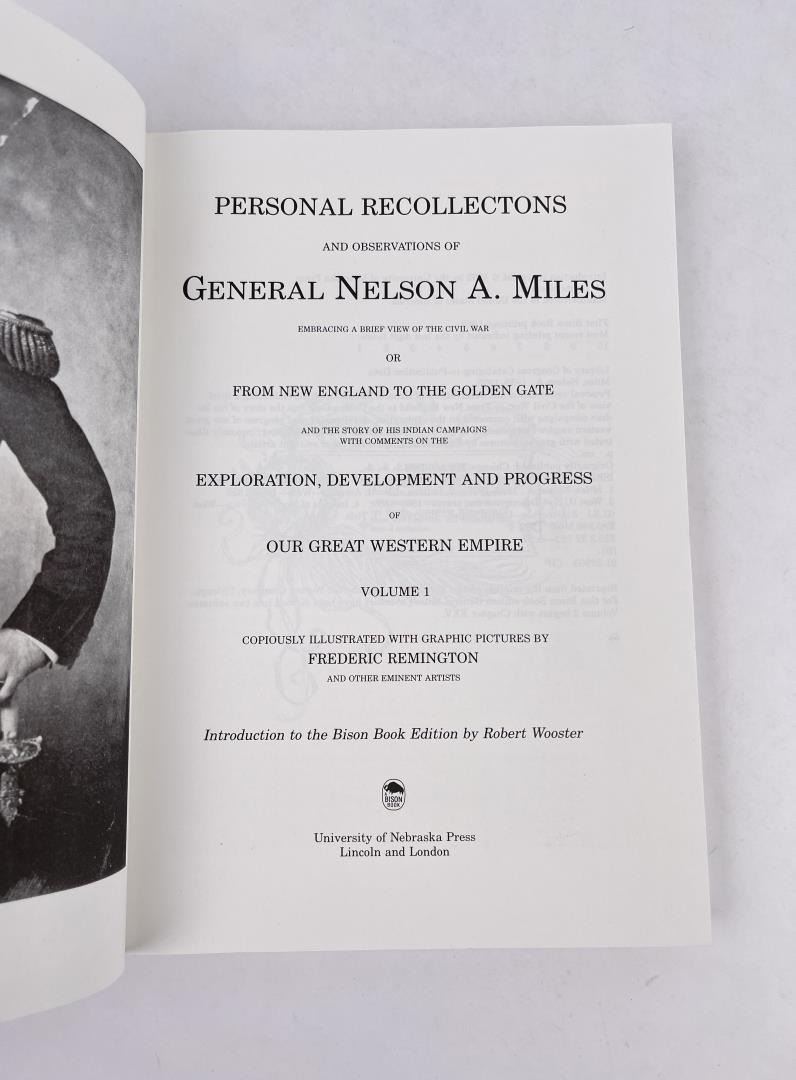 PERSONAL RECOLLECTONS
AND OBSERVATIONS OF
GENERAL NELSON A. MILES
EMBRACING A BRIEF VIEW OF THE CIVIL WAR
OR
FROM NEW ENGLAND TO THE GOLDEN GATE
AND THE STORY OF HIS INDIAN CAMPAIGNS
WITH COMMENTS ON THE
EXPLORATION, DEVELOPMENT AND PROGRESS
OF
OUR GREAT WESTERN EMPIRE
VOLUME 1
COPIOUSLY ILLUSTRATED WITH GRAPHIC PICTURES BY
FREDERIC REMINGTON
AND OTHER EMINENT ARTISTS
Introduction to the Bison Book Edition by Robert Wooster
BISON
BOOK
University of Nebraska Press
Lincoln and London